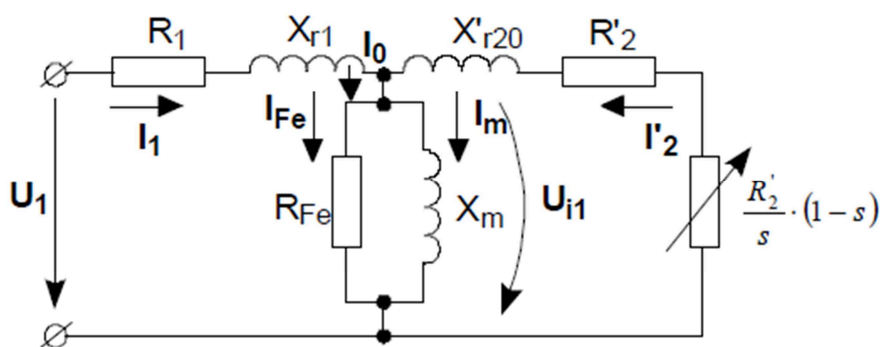 R1
Xr1
I0
X'r20
R'2
I1
IFe
Im
I'2
U1
RFe
Xm
Ui1
R'2/s · (1 − s)